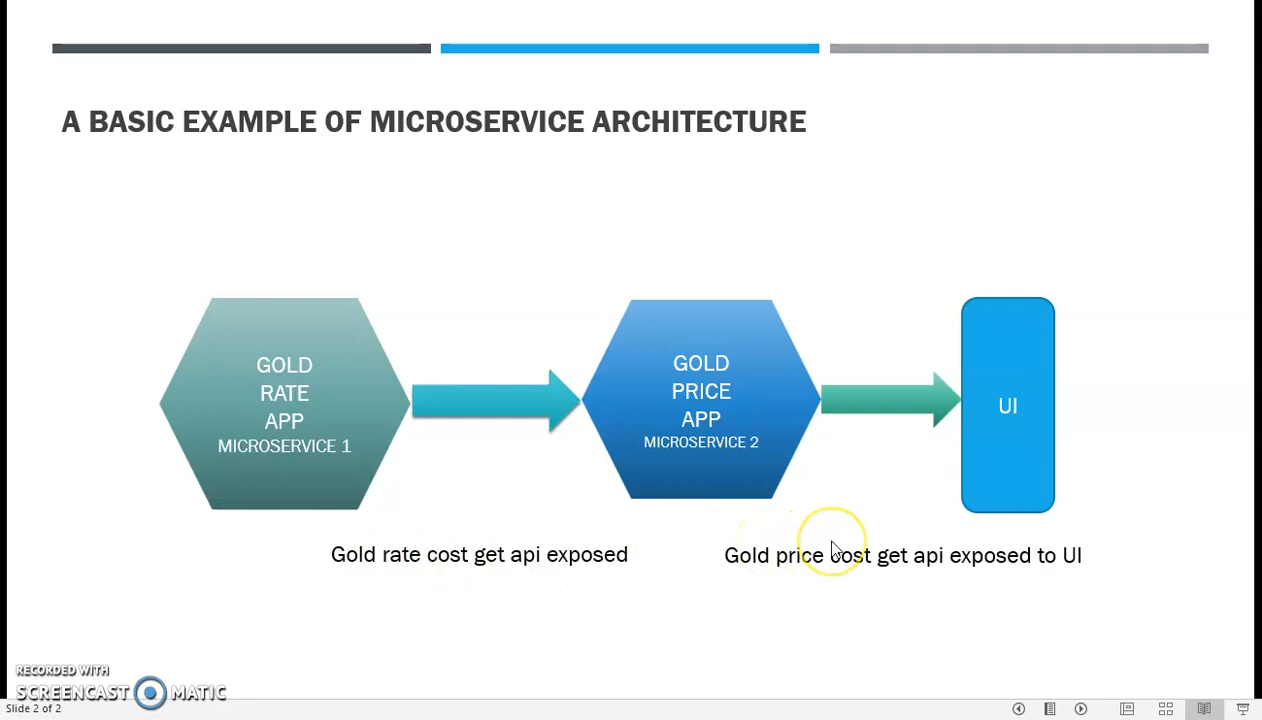 A BASIC EXAMPLE OF MICROSERVICE ARCHITECTURE
GOLD
RATE
APP
MICROSERVICE 1
GOLD
PRICE
APP
MICROSERVICE 2
UI
Gold rate cost get api exposed
Gold price cost get api exposed to UI
RECORDED WITH
SCREENCAST MATIC
Slide 2 of 2